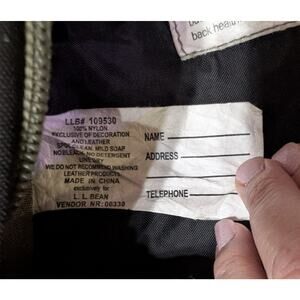 back health
LLB# 109530
100% NYLON
EXCLUSIVE OF DECORATION
AND LEATHER
SPOT CLEAN, MILD SOAP
NO BLEACH, NO DETERGENT
LINE DRY
WE DO NOT RECOMMEND WASHING
LEATHER PRODUCTS
MADE IN CHINA
exclusively for
L. L. BEAN
VENDOR NR: 06330
NAME
ADDRESS
TELEPHONE